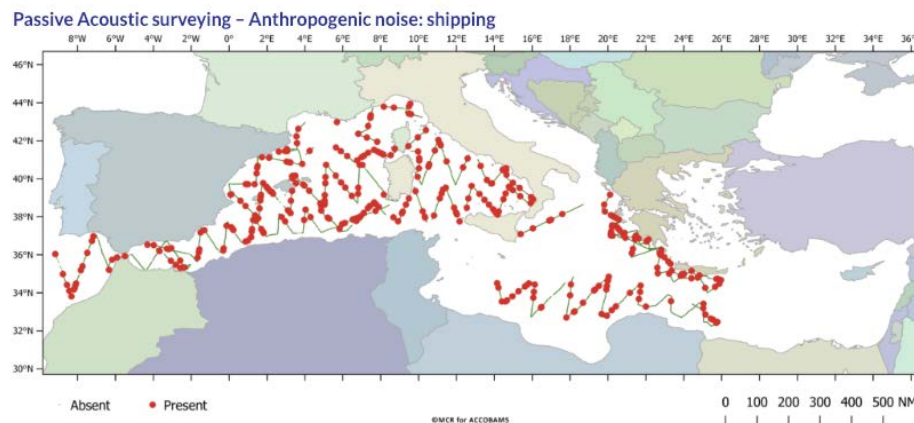 Passive Acoustic surveying – Anthropogenic noise: shipping
8°W 6°W 4°W 2°W 0° 2°E 4°E 6°E 8°E 10°E 12°E 14°E 16°E 18°E 20°E 22°E 24°E 26°E 28°E 30°E 32°E 34°E 36°
46°N
44°N
42°N
40°N
38°N
36°N
34°N
32°N
30°N
Absent Present
0 100 200 300 400 500 NM
©MCR for ACCOBAMS